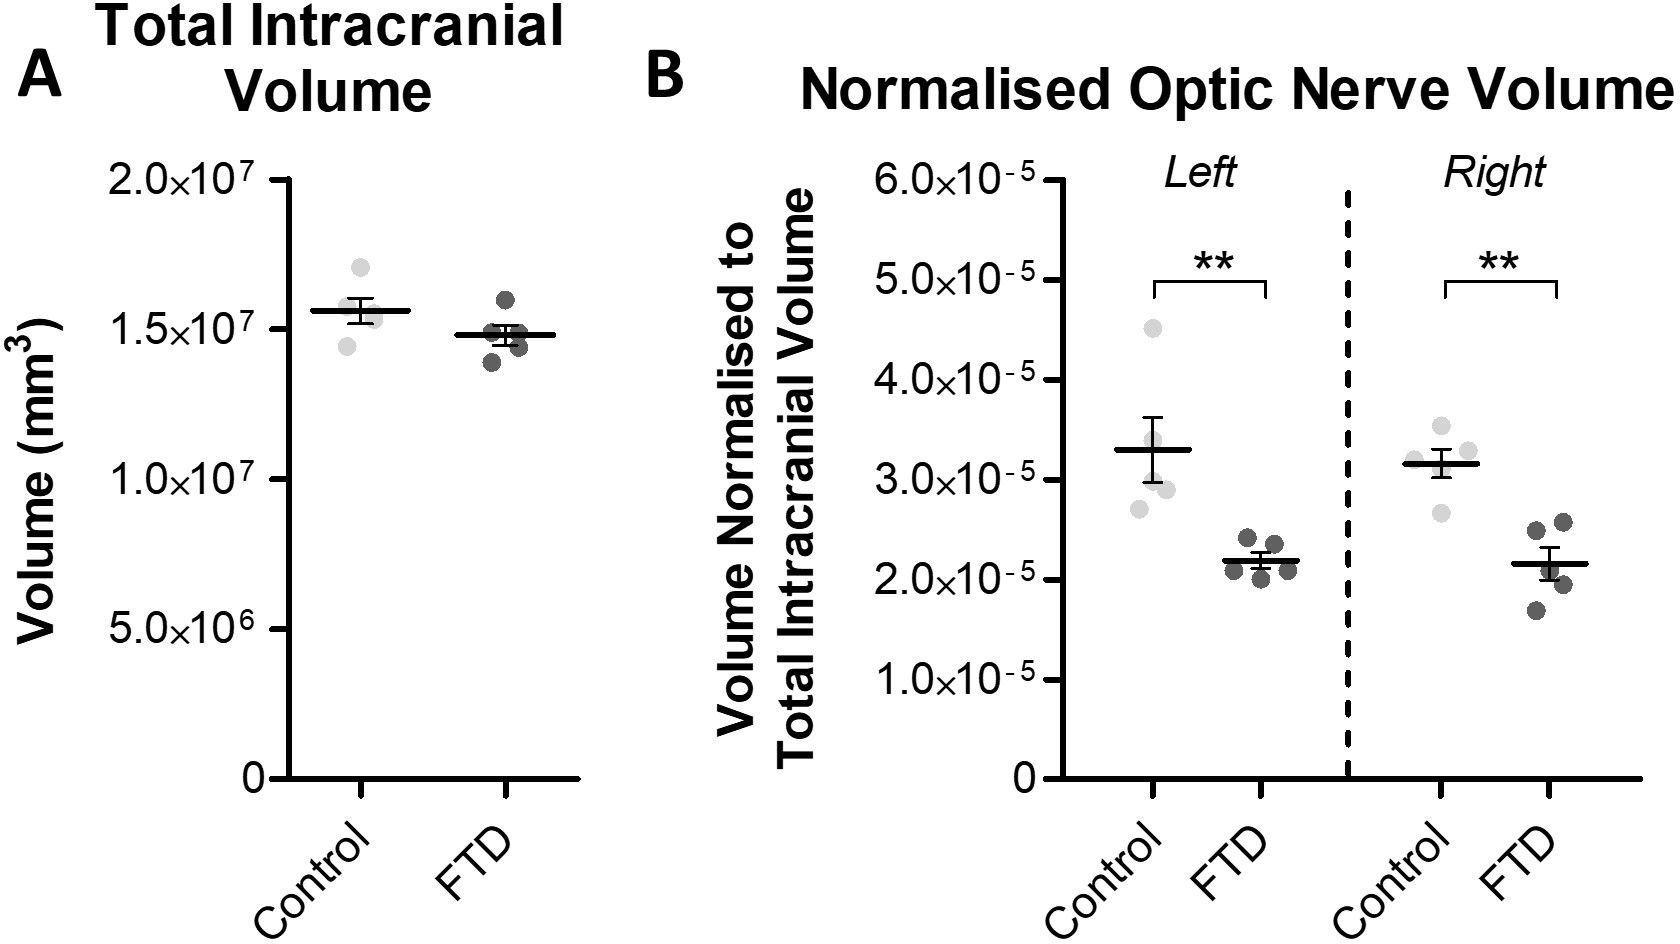 A
Total Intracranial
Volume
Volume (mm³)
2.0×10⁷
1.5×10⁷
1.0×10⁷
5.0×10⁶
0
Control
FTD
B
Normalised Optic Nerve Volume
Volume Normalised to
Total Intracranial Volume
6.0×10⁻⁵
5.0×10⁻⁵
4.0×10⁻⁵
3.0×10⁻⁵
2.0×10⁻⁵
1.0×10⁻⁵
0
Left
Right
**
**
Control
FTD
Control
FTD